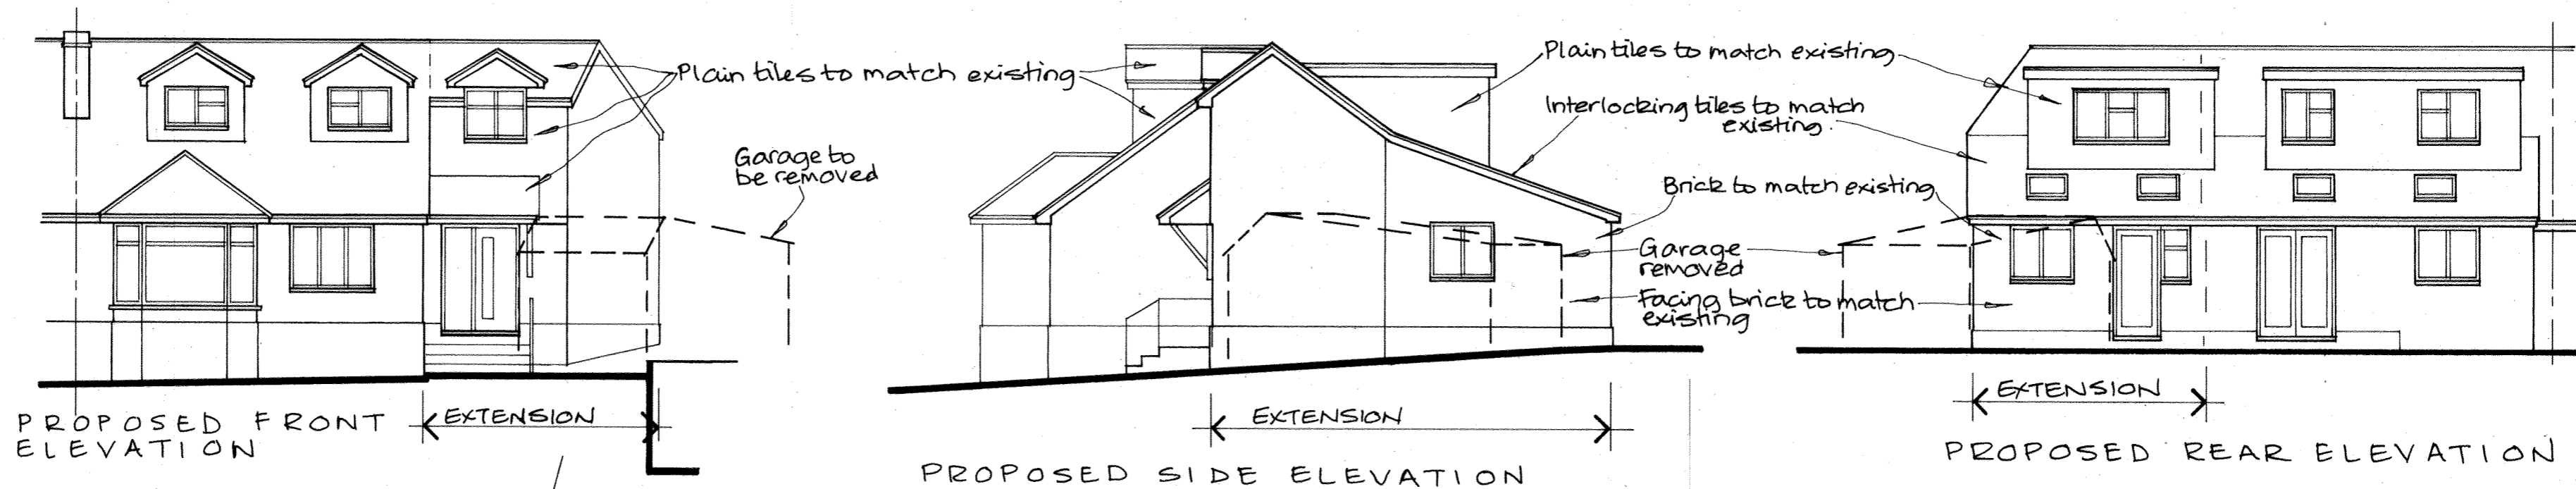 Plain tiles to match existing
Garage to
be removed
EXTENSION
PROPOSED FRONT
ELEVATION
Plain tiles to match existing
Interlocking tiles to match
existing.
Brick to match existing
Garage
removed
Facing brick to match
existing
EXTENSION
PROPOSED SIDE ELEVATION
EXTENSION
PROPOSED REAR ELEVATION